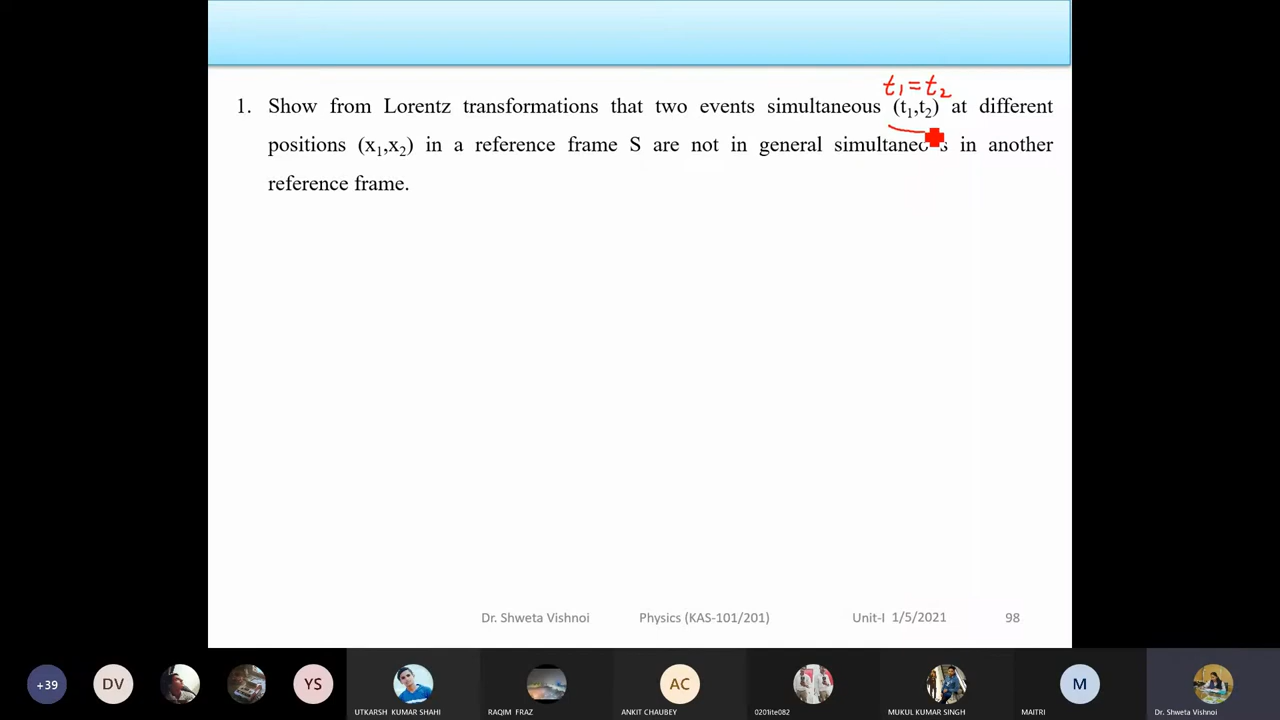 t₁=t₂
1. Show from Lorentz transformations that two events simultaneous (t₁,t₂) at different
positions (x₁,x₂) in a reference frame S are not in general simultaneo s in another
reference frame.
Dr. Shweta Vishnoi Physics (KAS-101/201) Unit-I 1/5/2021 98
+39 DV YS AC M
UTKARSH KUMAR SHAHI RAQIM FRAZ ANKIT CHAUBEY 0201ite082 MUKUL KUMAR SINGH MAITRI Dr. Shweta Vishnoi